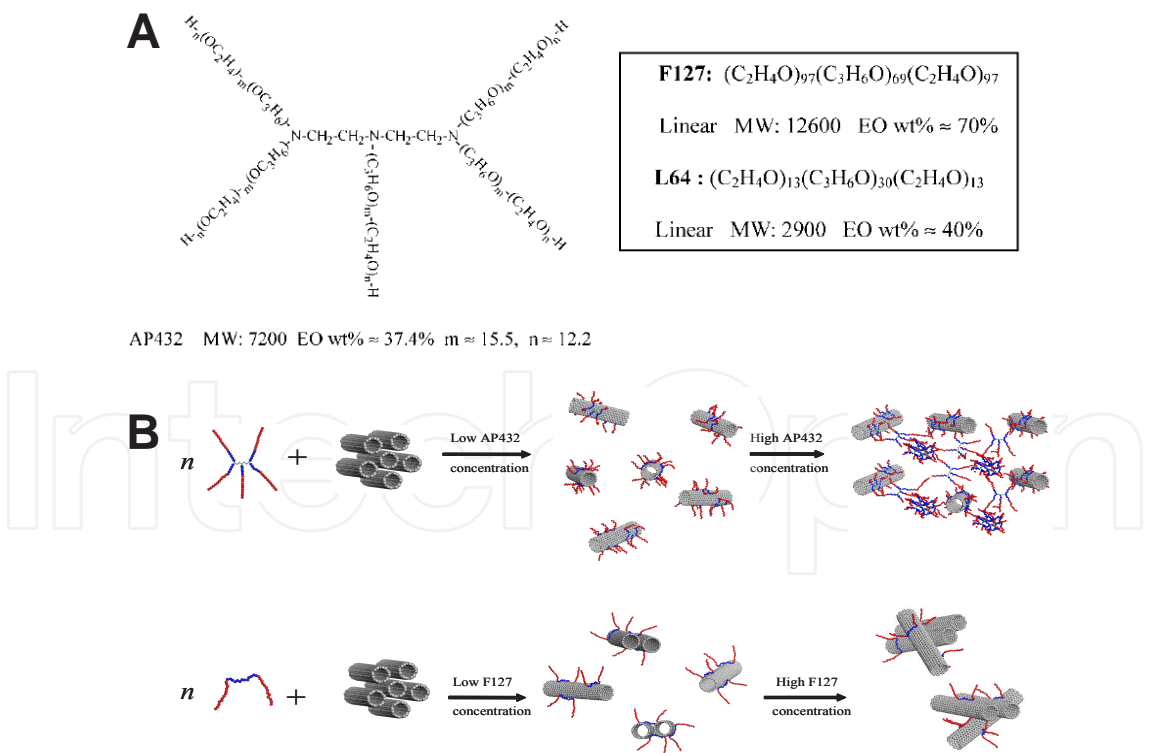 A
H-n(OC₂H₄)-m(OC₃H₆)-
H-n(OC₂H₄)-m(OC₃H₆)-
N-CH₂-CH₂-N-CH₂-CH₂-N
-(C₃H₆O)m-(C₂H₄O)n-H
-(C₃H₆O)m-(C₂H₄O)n-H
-(C₃H₆O)m-(C₂H₄O)n-H
F127: (C₂H₄O)₉₇(C₃H₆O)₆₉(C₂H₄O)₉₇
Linear MW: 12600 EO wt% ≈ 70%
L64 : (C₂H₄O)₁₃(C₃H₆O)₃₀(C₂H₄O)₁₃
Linear MW: 2900 EO wt% ≈ 40%
AP432 MW: 7200 EO wt% ≈ 37.4% m ≈ 15.5, n ≈ 12.2
IntechOpen
B
n
+
Low AP432
concentration
High AP432
concentration
n
+
Low F127
concentration
High F127
concentration